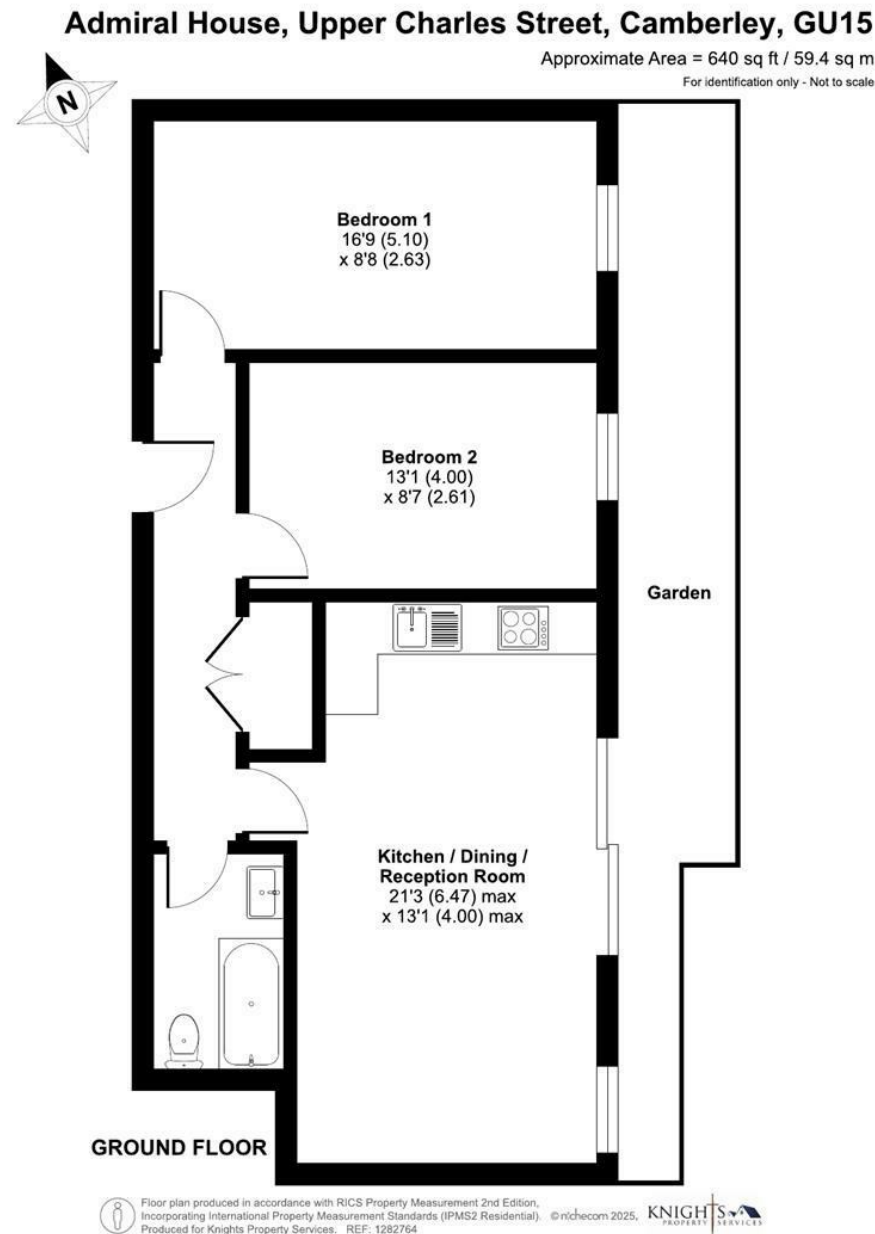 Admiral House, Upper Charles Street, Camberley, GU15
Approximate Area = 640 sq ft / 59.4 sq m
For identification only - Not to scale
N
Bedroom 1
16'9 (5.10)
x 8'8 (2.63)
Bedroom 2
13'1 (4.00)
x 8'7 (2.61)
Garden
Kitchen / Dining /
Reception Room
21'3 (6.47) max
x 13'1 (4.00) max
GROUND FLOOR
Floor plan produced in accordance with RICS Property Measurement 2nd Edition,
Incorporating International Property Measurement Standards (IPMS2 Residential). © nichecom 2025.
Produced for Knights Property Services. REF: 1282764
KNIGHTS
PROPERTY SERVICES